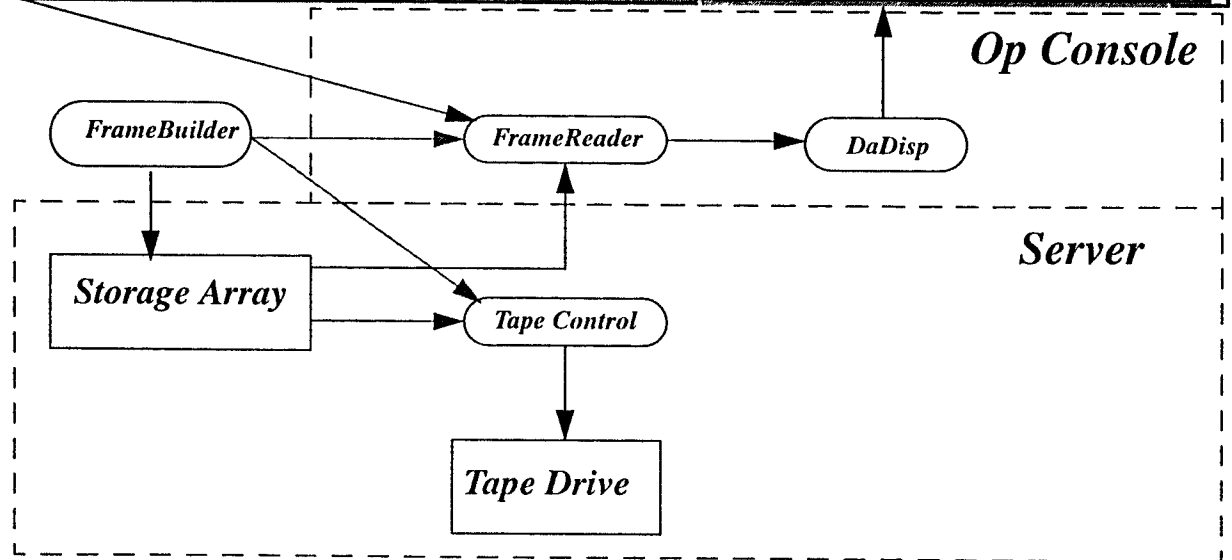 Op Console
FrameBuilder
FrameReader
DaDisp
Server
Storage Array
Tape Control
Tape Drive